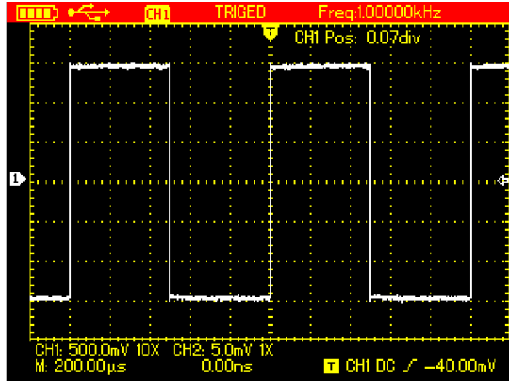 CH1 TRIGED Freq:1.00000kHz
T
CH1 Pos: 0.07div
1
CH1: 500.0mV 10X CH2: 5.0mV 1X
M: 200.00µs 0.00ns T CH1 DC -40.00mV